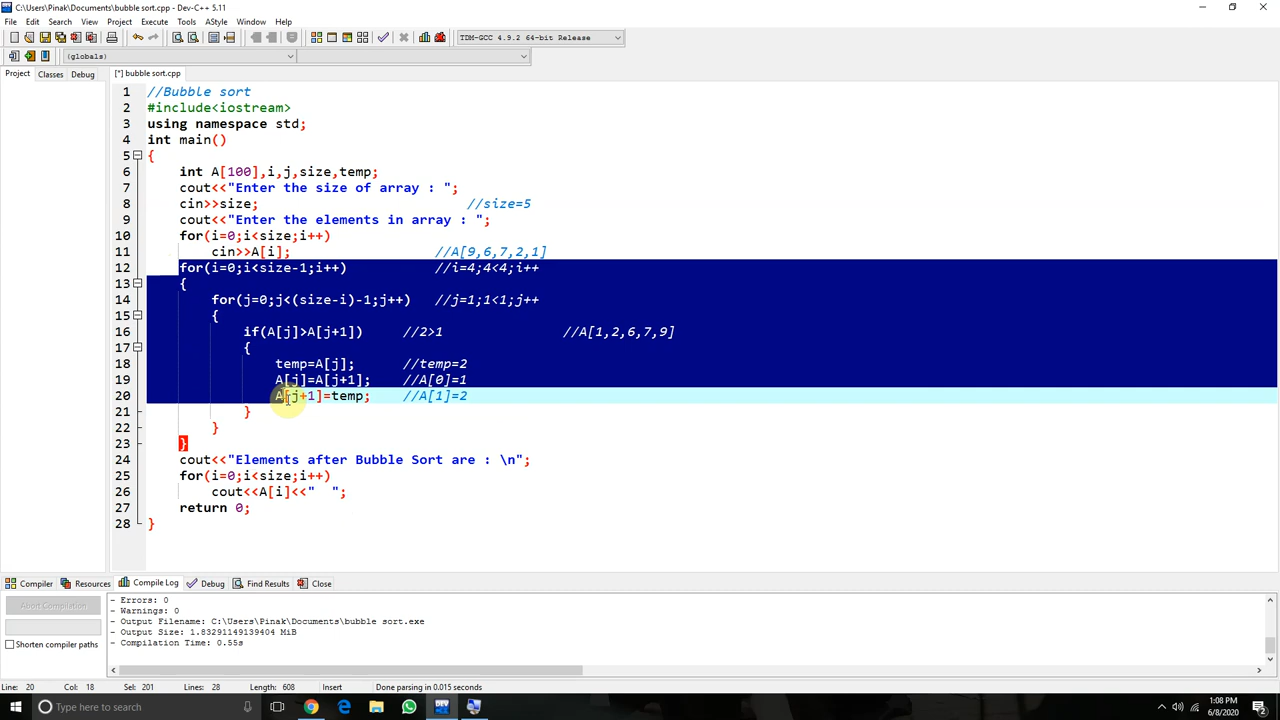 C:\Users\Pinak\Documents\bubble sort.cpp - Dev-C++ 5.11
File Edit Search View Project Execute Tools AStyle Window Help
TDM-GCC 4.9.2 64-bit Release
(globals)
Project Classes Debug [*] bubble sort.cpp
1 //Bubble sort
2 #include<iostream>
3 using namespace std;
4 int main()
5 {
6 int A[100],i,j,size,temp;
7 cout<<"Enter the size of array : ";
8 cin>>size; //size=5
9 cout<<"Enter the elements in array : ";
10 for(i=0;i<size;i++)
11 cin>>A[i]; //A[9,6,7,2,1]
12 for(i=0;i<size-1;i++) //i=4;4<4;i++
13 {
14 for(j=0;j<(size-i)-1;j++) //j=1;1<1;j++
15 {
16 if(A[j]>A[j+1]) //2>1 //A[1,2,6,7,9]
17 {
18 temp=A[j]; //temp=2
19 A[j]=A[j+1]; //A[0]=1
20 A[j+1]=temp; //A[1]=2
21 }
22 }
23 }
24 cout<<"Elements after Bubble Sort are : \n";
25 for(i=0;i<size;i++)
26 cout<<A[i]<<"  ";
27 return 0;
28 }
Compiler Resources Compile Log Debug Find Results Close
Abort Compilation
Shorten compiler paths
- Errors: 0
- Warnings: 0
- Output Filename: C:\Users\Pinak\Documents\bubble sort.exe
- Output Size: 1.83291149139404 MiB
- Compilation Time: 0.55s
Line: 20 Col: 18 Sel: 201 Lines: 28 Length: 608 Insert Done parsing in 0.015 seconds
Type here to search
1:08 PM
6/8/2020
2